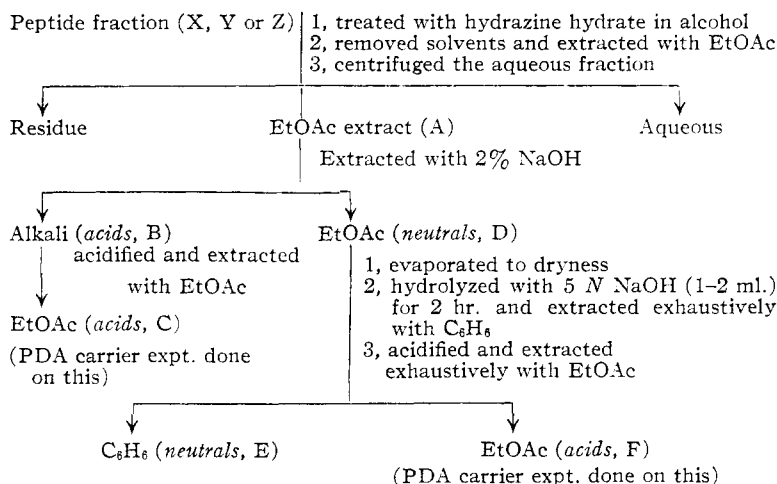 Peptide fraction (X, Y or Z)
1, treated with hydrazine hydrate in alcohol
2, removed solvents and extracted with EtOAc
3, centrifuged the aqueous fraction
Residue
EtOAc extract (A)
Aqueous
Extracted with 2% NaOH
Alkali (acids, B)
acidified and extracted
with EtOAc
EtOAc (acids, C)
(PDA carrier expt. done
on this)
EtOAc (neutrals, D)
1, evaporated to dryness
2, hydrolyzed with 5 N NaOH (1–2 ml.)
for 2 hr. and extracted exhaustively
with C₆H₆
3, acidified and extracted
exhaustively with EtOAc
C₆H₆ (neutrals, E)
EtOAc (acids, F)
(PDA carrier expt. done on this)